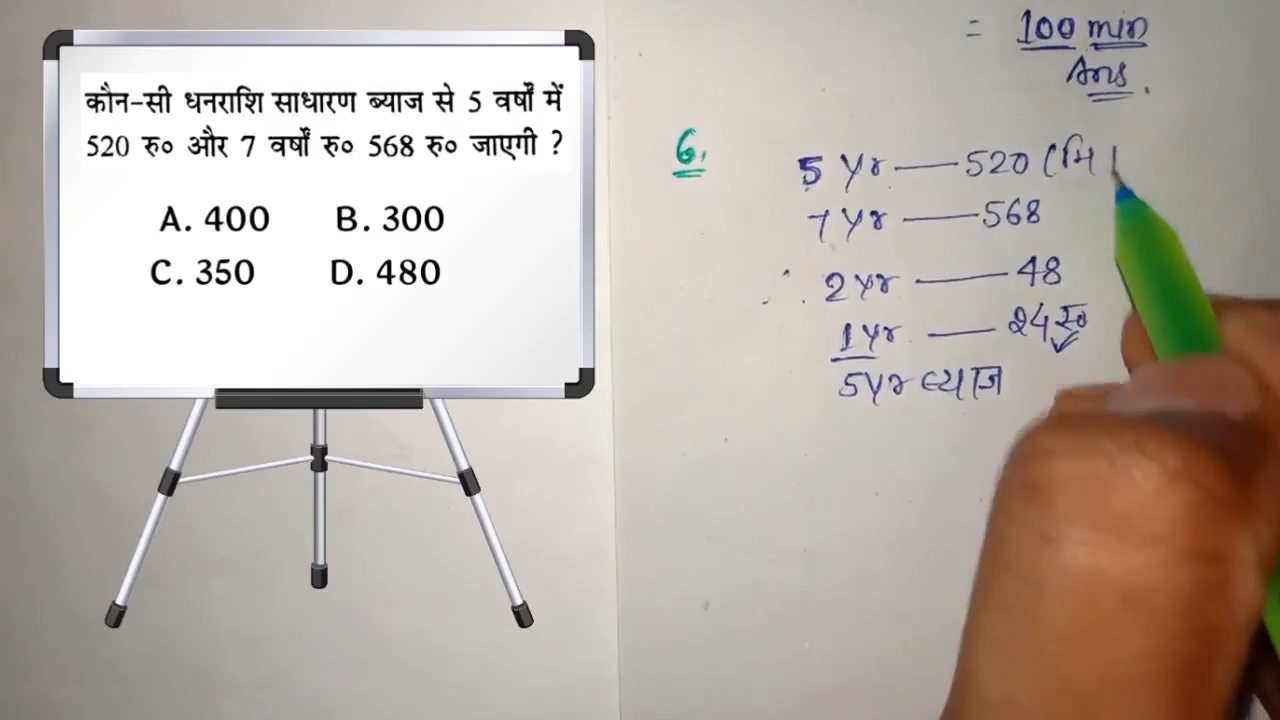 कौन-सी धनराशि साधारण ब्याज से 5 वर्षों में
520 रु० और 7 वर्षों रु० 568 रु० जाएगी ?
A. 400 B. 300
C. 350 D. 480
= 100 min
Ans.
6.
5 Yr — 520 (मि
7 Yr — 568
∴ 2 Yr — 48
1 Yr — 24 रु०
5 Yr ब्याज